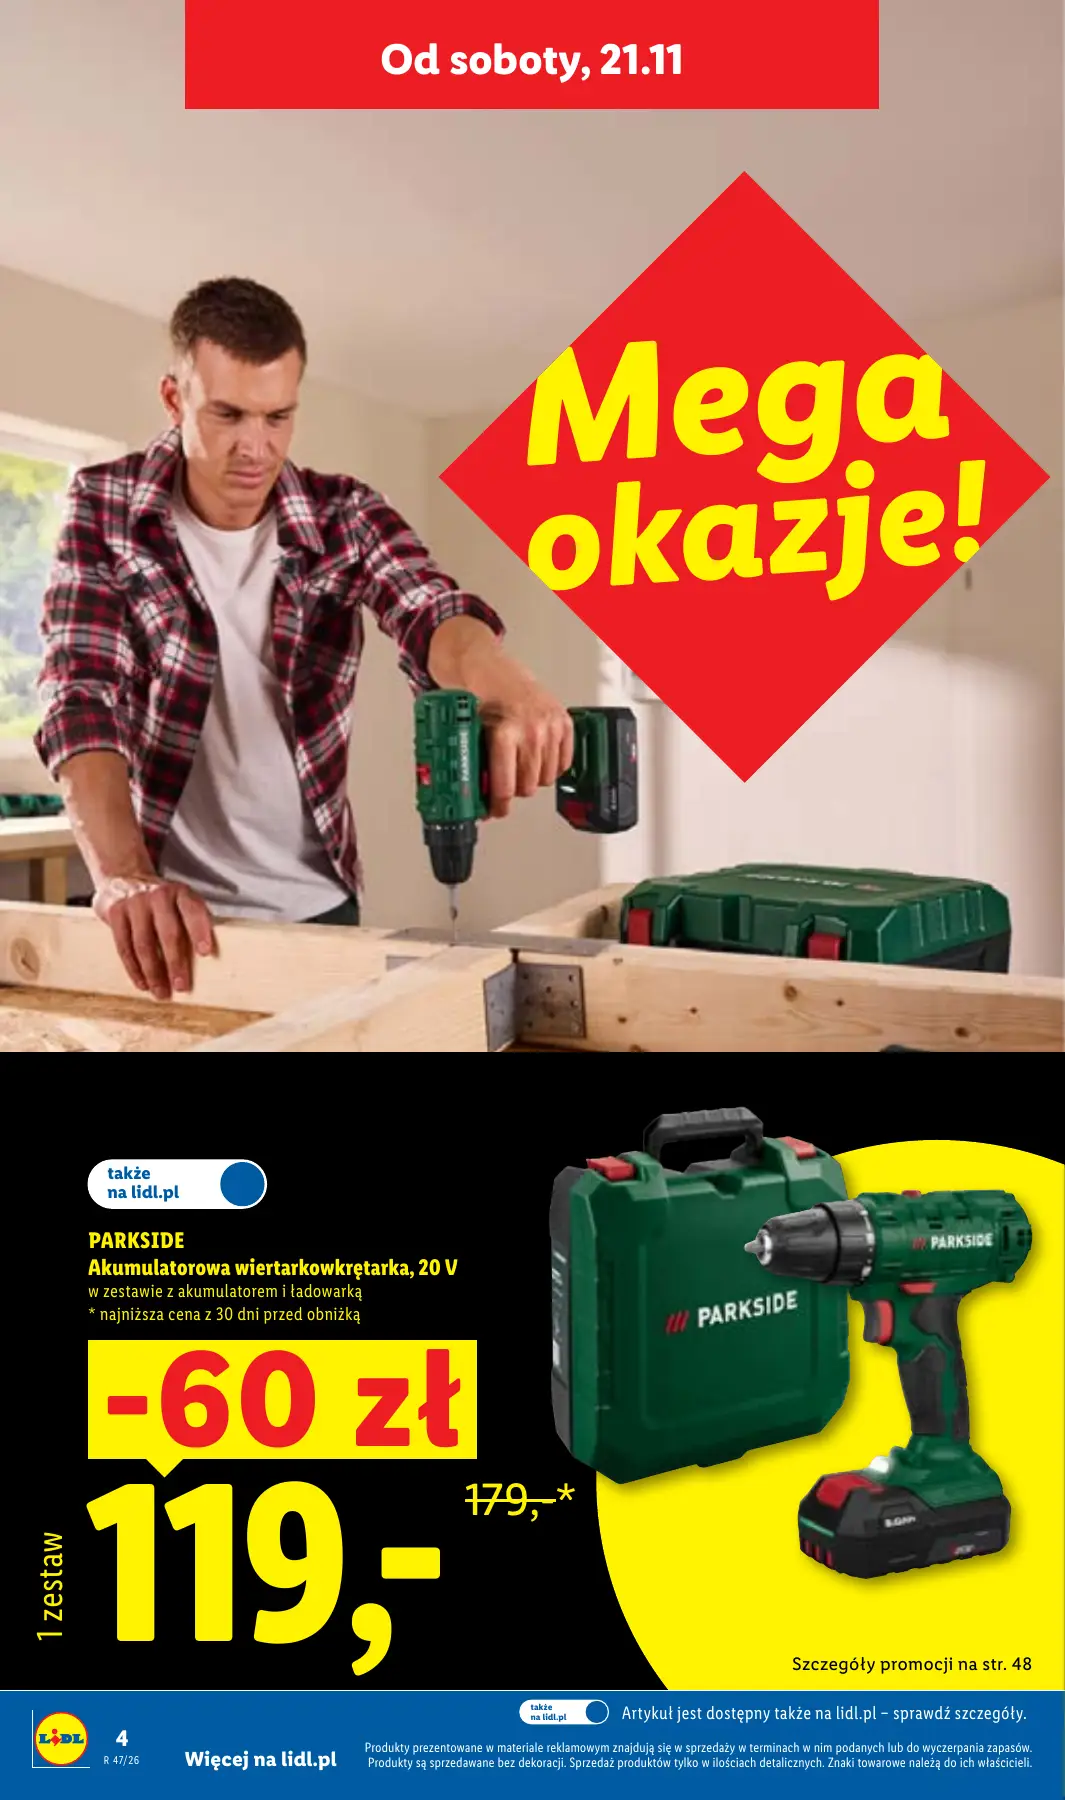 Od soboty, 21.11
Mega
okazje!
PARKSIDE
także
na lidl.pl
PARKSIDE
Akumulatorowa wiertarkowkrętarka, 20 V
w zestawie z akumulatorem i ładowarką
* najniższa cena z 30 dni przed obniżką
PARKSIDE
PARKSIDE
-60 zł
119,-
179,-*
1 zestaw
Szczegóły promocji na str. 48
także
na lidl.pl
Artykuł jest dostępny także na lidl.pl – sprawdź szczegóły.
LIDL
4
R 47/26
Więcej na lidl.pl
Produkty prezentowane w materiale reklamowym znajdują się w sprzedaży w terminach w nim podanych lub do wyczerpania zapasów.
Produkty są sprzedawane bez dekoracji. Sprzedaż produktów tylko w ilościach detalicznych. Znaki towarowe należą do ich właścicieli.